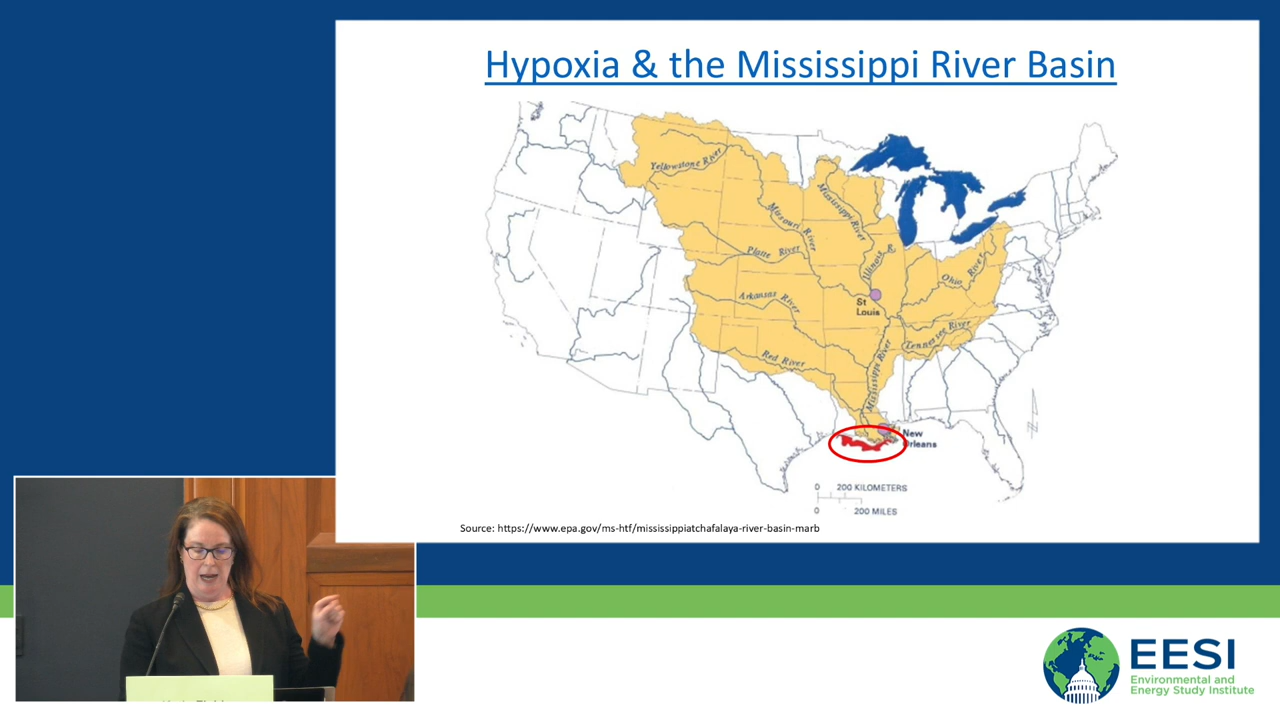 Hypoxia & the Mississippi River Basin
Yellowstone River
Missouri River
Mississippi River
Platte River
Illinois R
Ohio River
St
Louis
Arkansas River
Tennessee River
Red River
Mississippi River
New
Orleans
0 200 KILOMETERS
0 200 MILES
Source: https://www.epa.gov/ms-htf/mississippiatchafalaya-river-basin-marb
EESI
Environmental and
Energy Study Institute